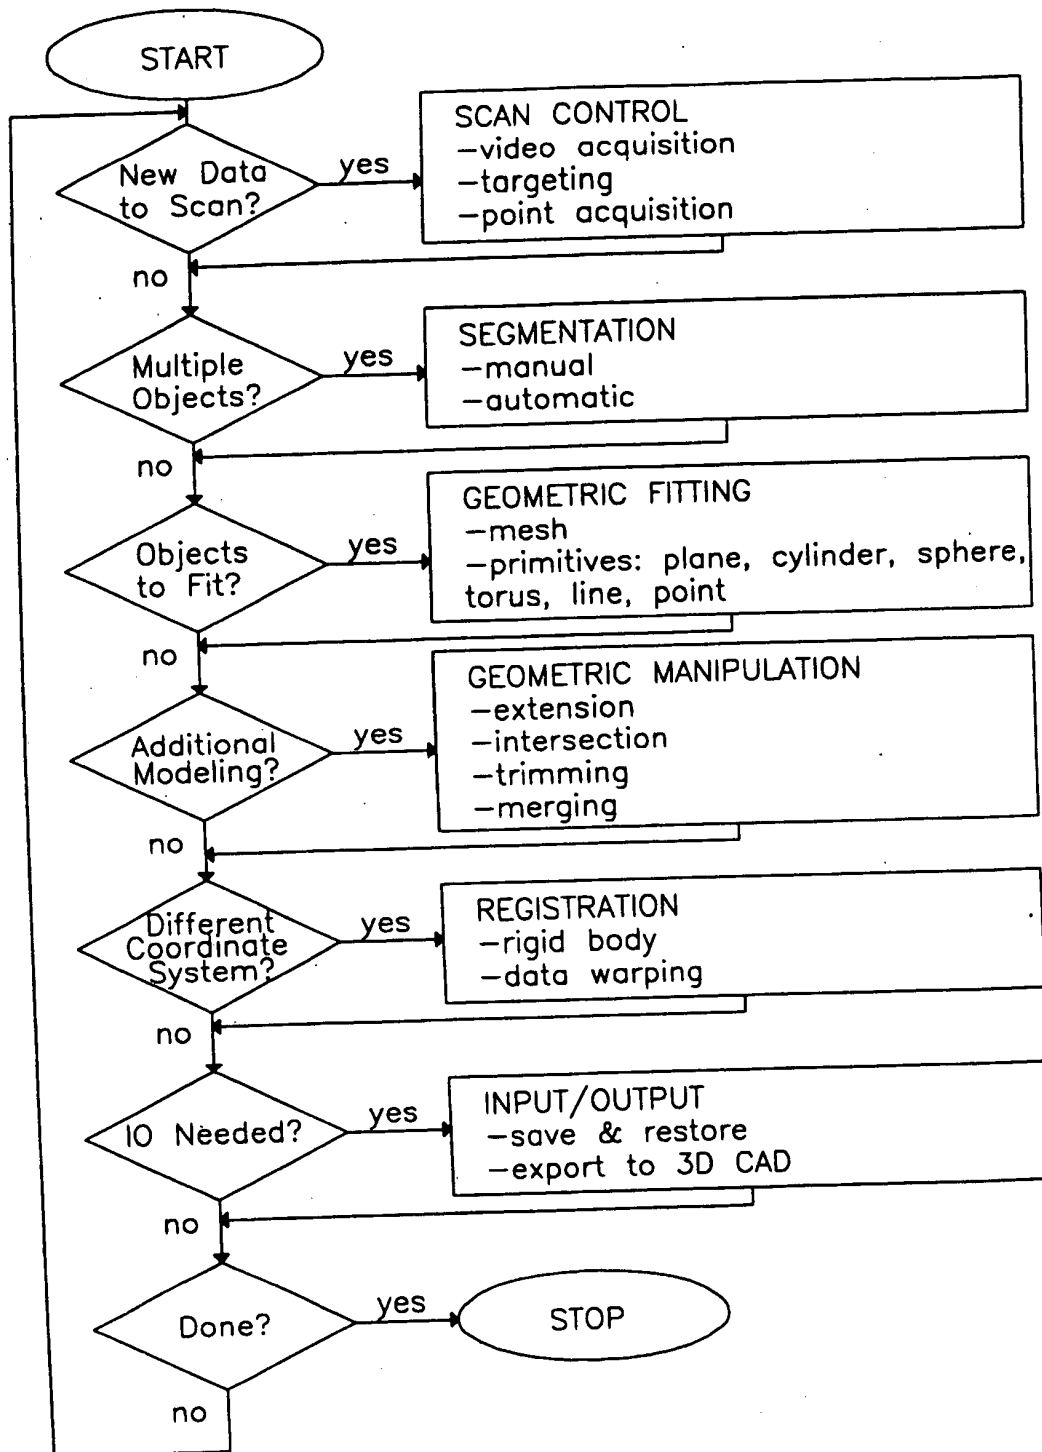 START
New Data
to Scan?
yes
SCAN CONTROL
–video acquisition
–targeting
–point acquisition
no
Multiple
Objects?
yes
SEGMENTATION
–manual
–automatic
no
Objects
to Fit?
yes
GEOMETRIC FITTING
–mesh
–primitives: plane, cylinder, sphere,
torus, line, point
no
Additional
Modeling?
yes
GEOMETRIC MANIPULATION
–extension
–intersection
–trimming
–merging
no
Different
Coordinate
System?
yes
REGISTRATION
–rigid body
–data warping
no
IO Needed?
yes
INPUT/OUTPUT
–save & restore
–export to 3D CAD
no
Done?
yes
STOP
no